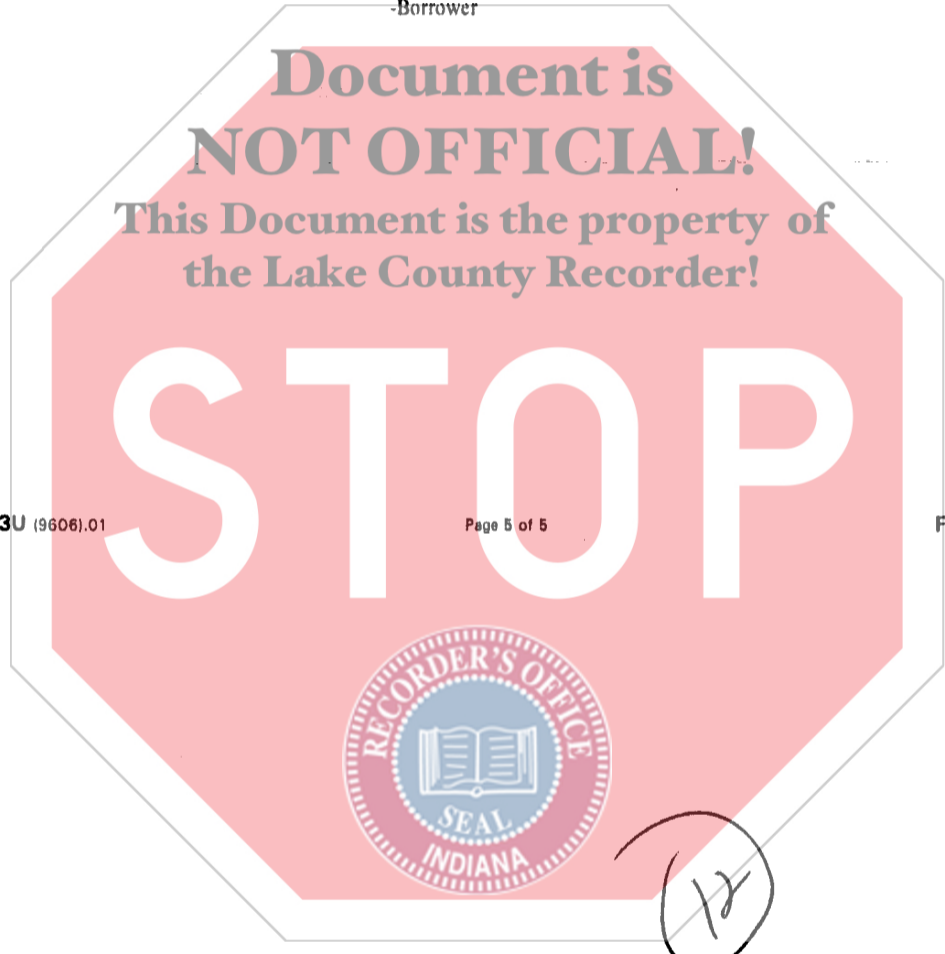 -Borrower
Document is
NOT OFFICIAL!
This Document is the property of
the Lake County Recorder!
STOP
3U (9606).01 Page 5 of 5 F
RECORDER'S OFFICE
SEAL
INDIANA
12